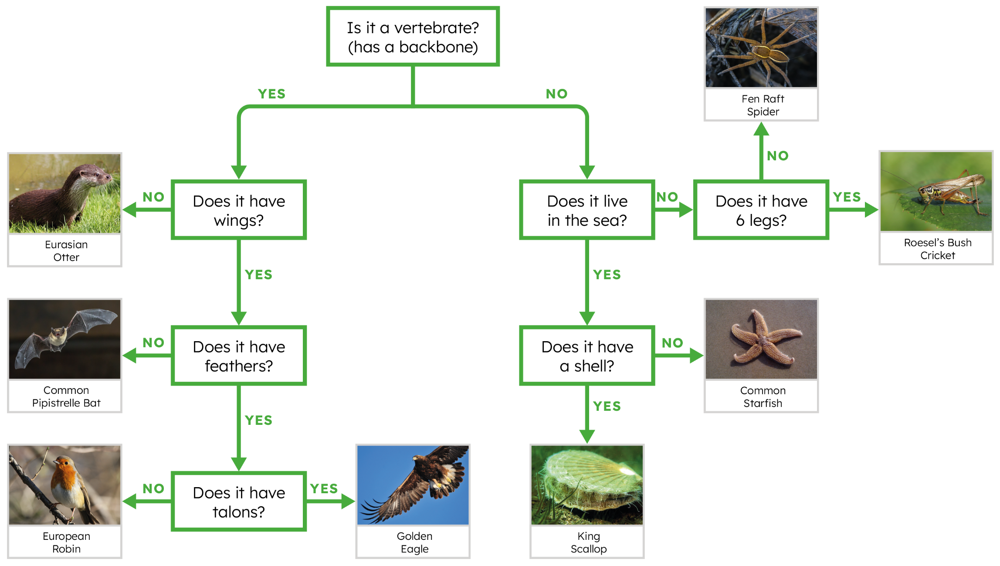 Is it a vertebrate?
(has a backbone)
YES
NO
Fen Raft
Spider
NO
Eurasian
Otter
NO
Does it have
wings?
Does it live
in the sea?
NO
Does it have
6 legs?
YES
Roesel’s Bush
Cricket
YES
YES
Common
Pipistrelle Bat
NO
Does it have
feathers?
Does it have
a shell?
NO
Common
Starfish
YES
YES
European
Robin
NO
Does it have
talons?
YES
Golden
Eagle
King
Scallop